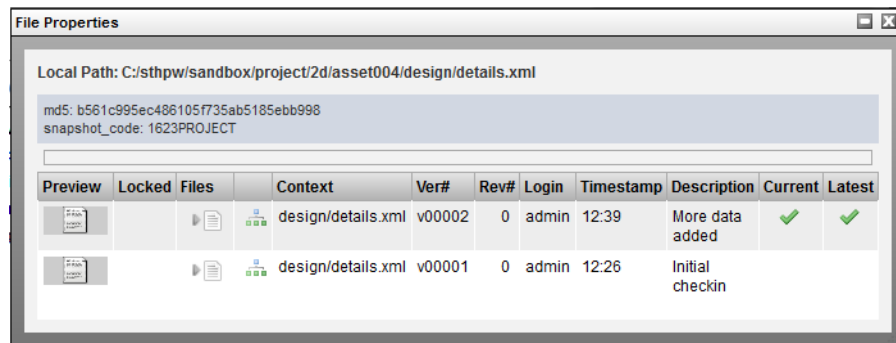 File Properties
Local Path: C:/sthpw/sandbox/project/2d/asset004/design/details.xml
md5: b561c995ec486105f735ab5185ebb998
snapshot_code: 1623PROJECT
Preview Locked Files Context Ver# Rev# Login Timestamp Description Current Latest
design/details.xml v00002 0 admin 12:39 More data
added
design/details.xml v00001 0 admin 12:26 Initial
checkin